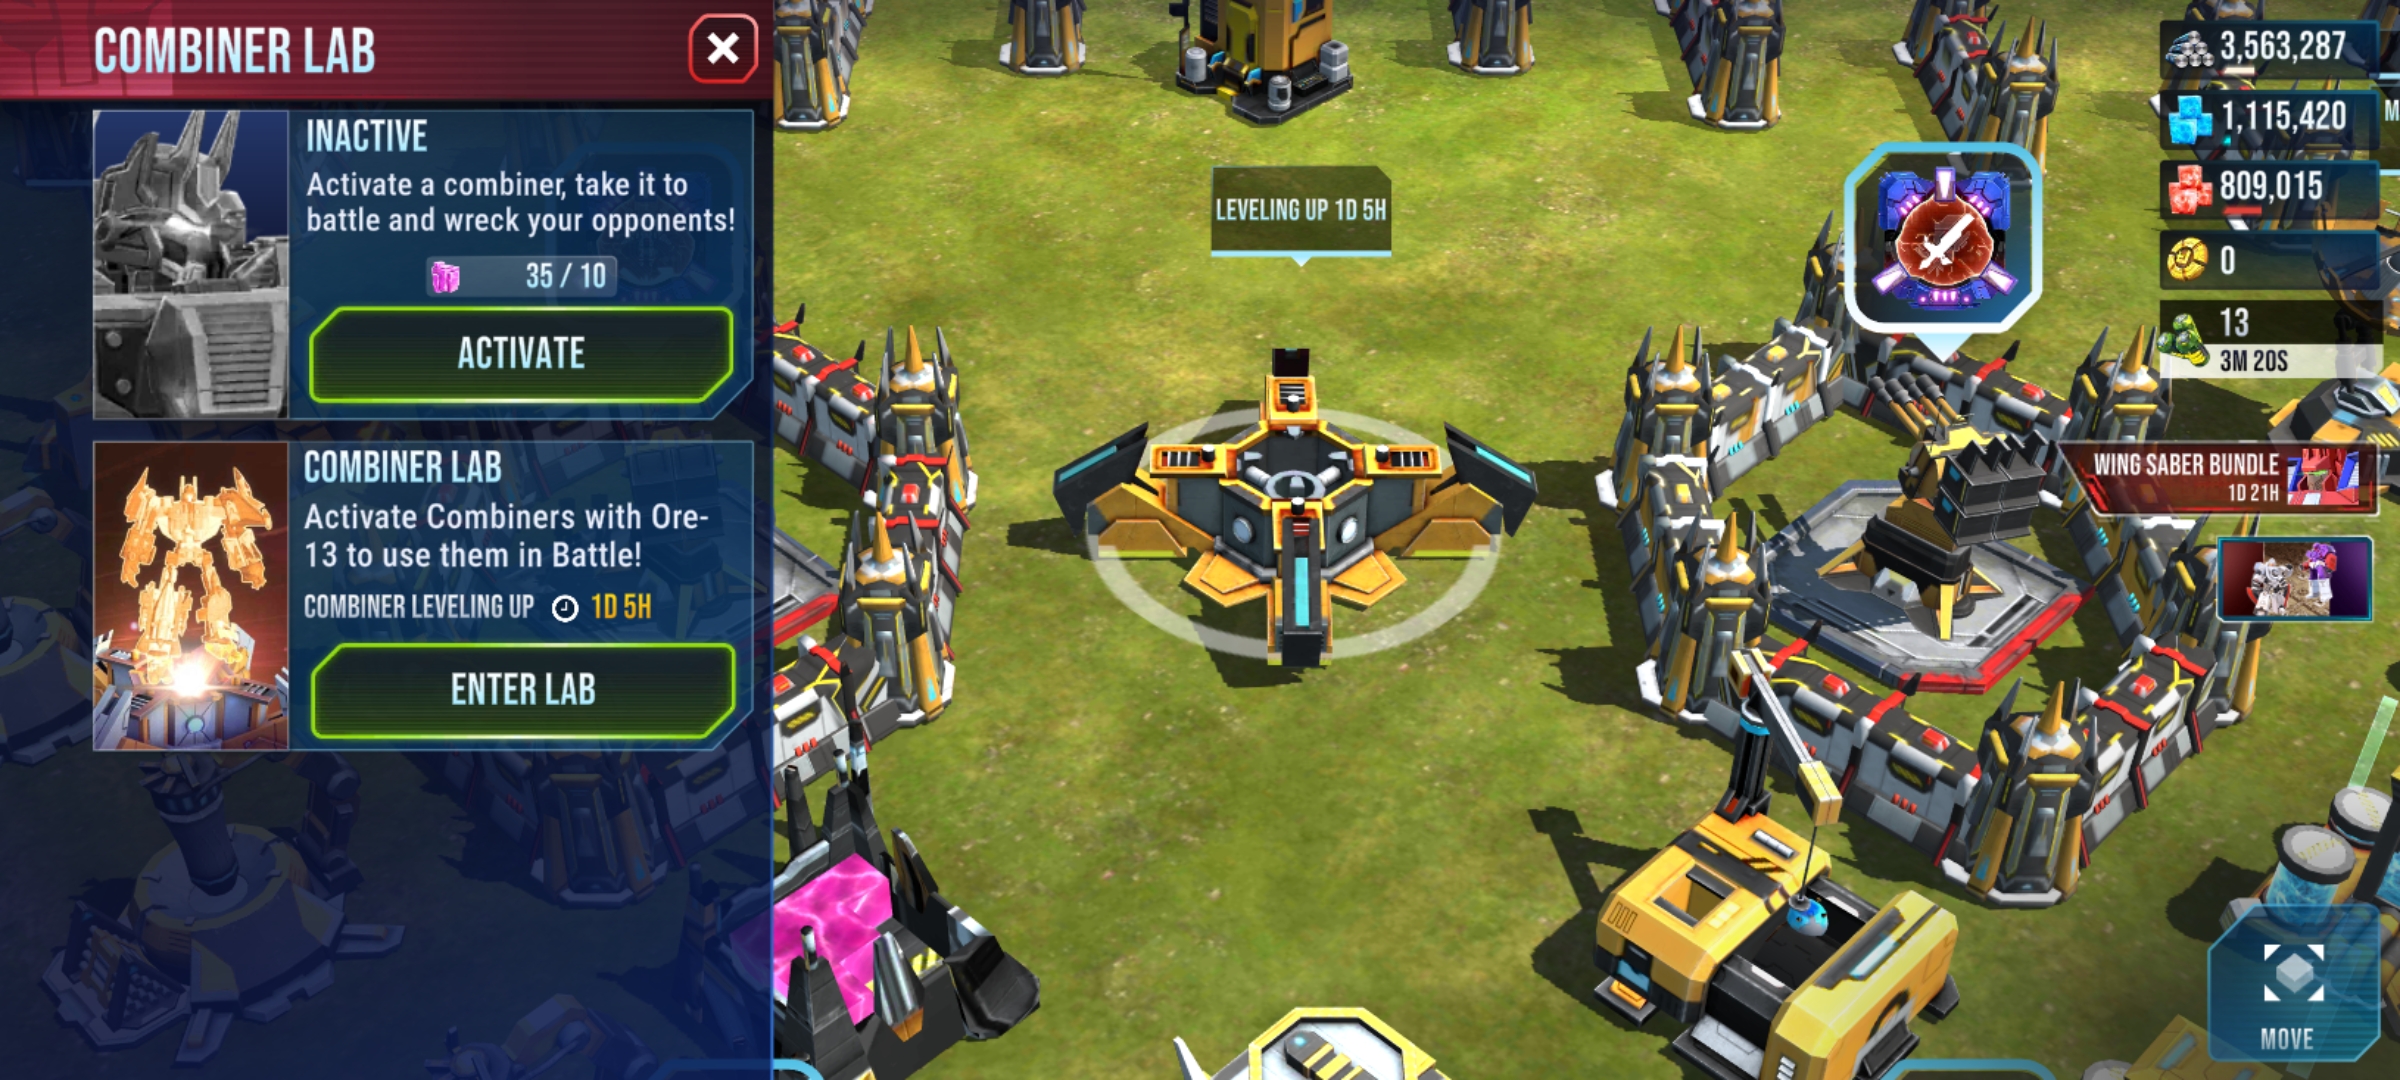 COMBINER LAB
INACTIVE
Activate a combiner, take it to
battle and wreck your opponents!
35 / 10
ACTIVATE
COMBINER LAB
Activate Combiners with Ore-
13 to use them in Battle!
COMBINER LEVELING UP 1D 5H
ENTER LAB
LEVELING UP 1D 5H
3,563,287
1,115,420
M
809,015
0
13
3M 20S
WING SABER BUNDLE
1D 21H
MOVE